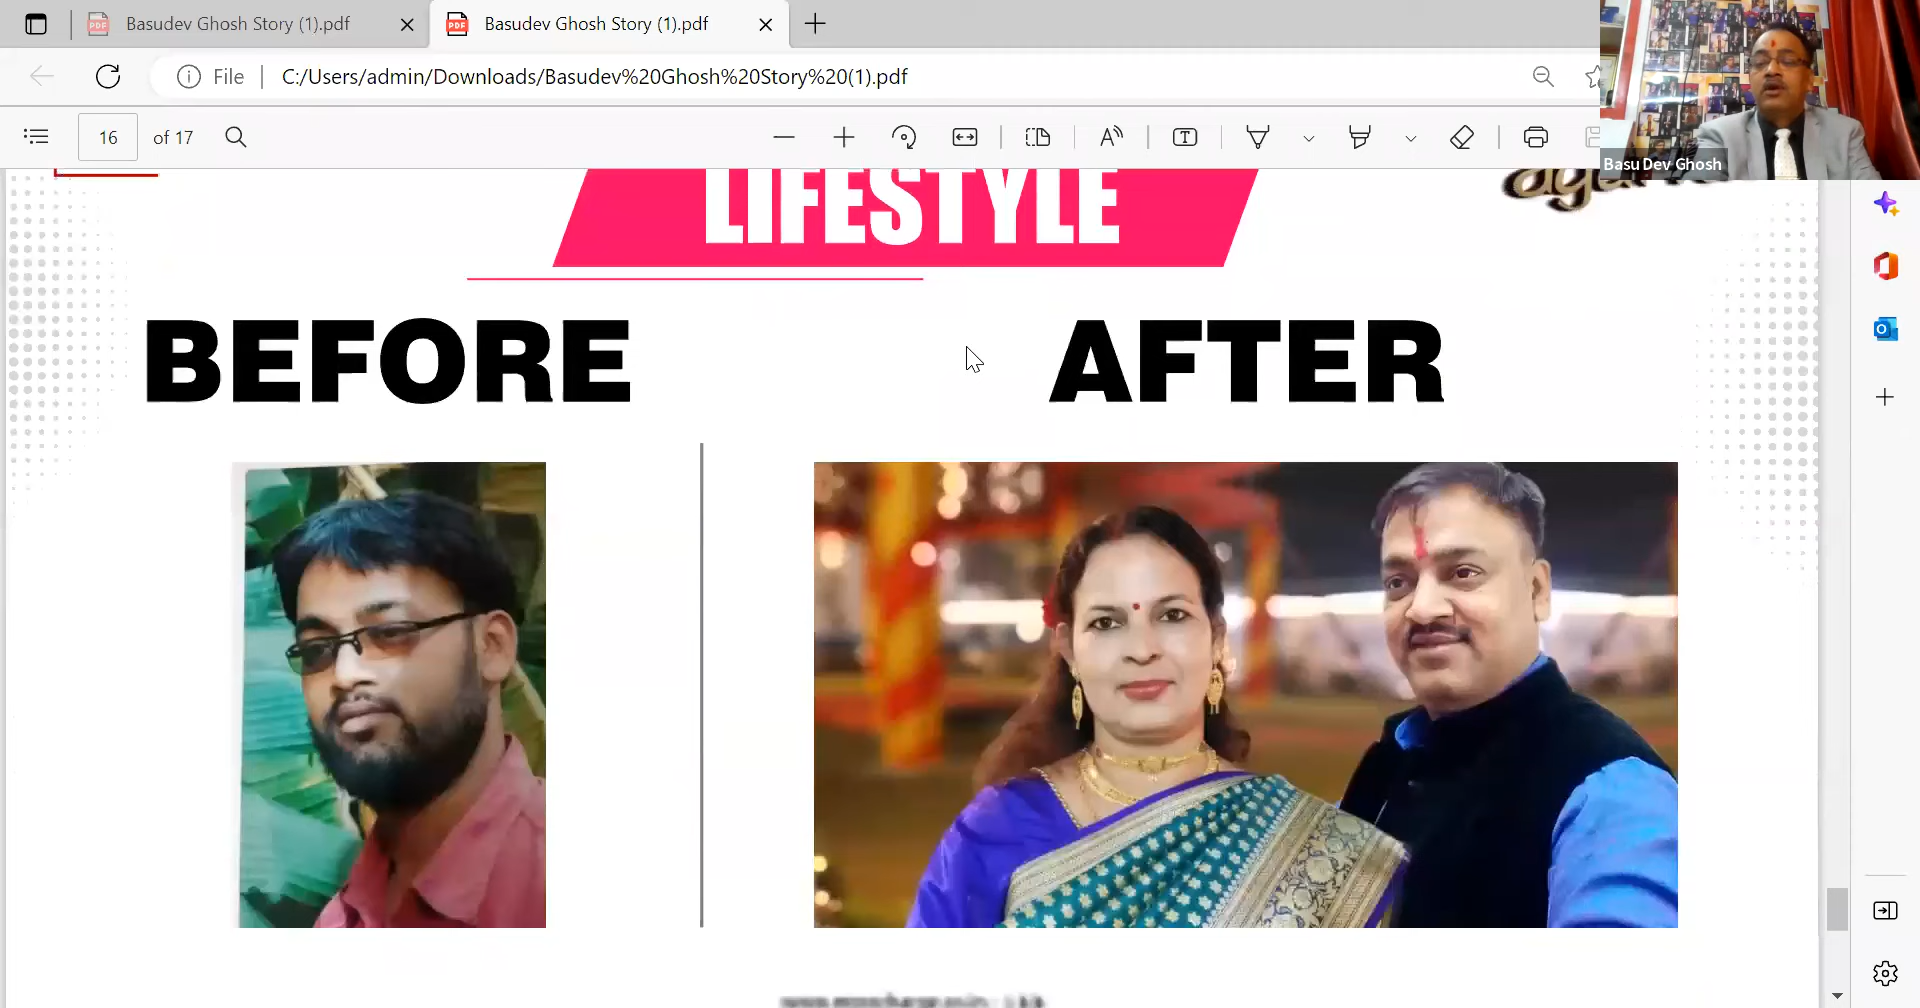 Basudev Ghosh Story (1).pdf
Basudev Ghosh Story (1).pdf
File
C:/Users/admin/Downloads/Basudev%20Ghosh%20Story%20(1).pdf
16 of 17
Basu Dev Ghosh
LIFESTYLE
BEFORE
AFTER